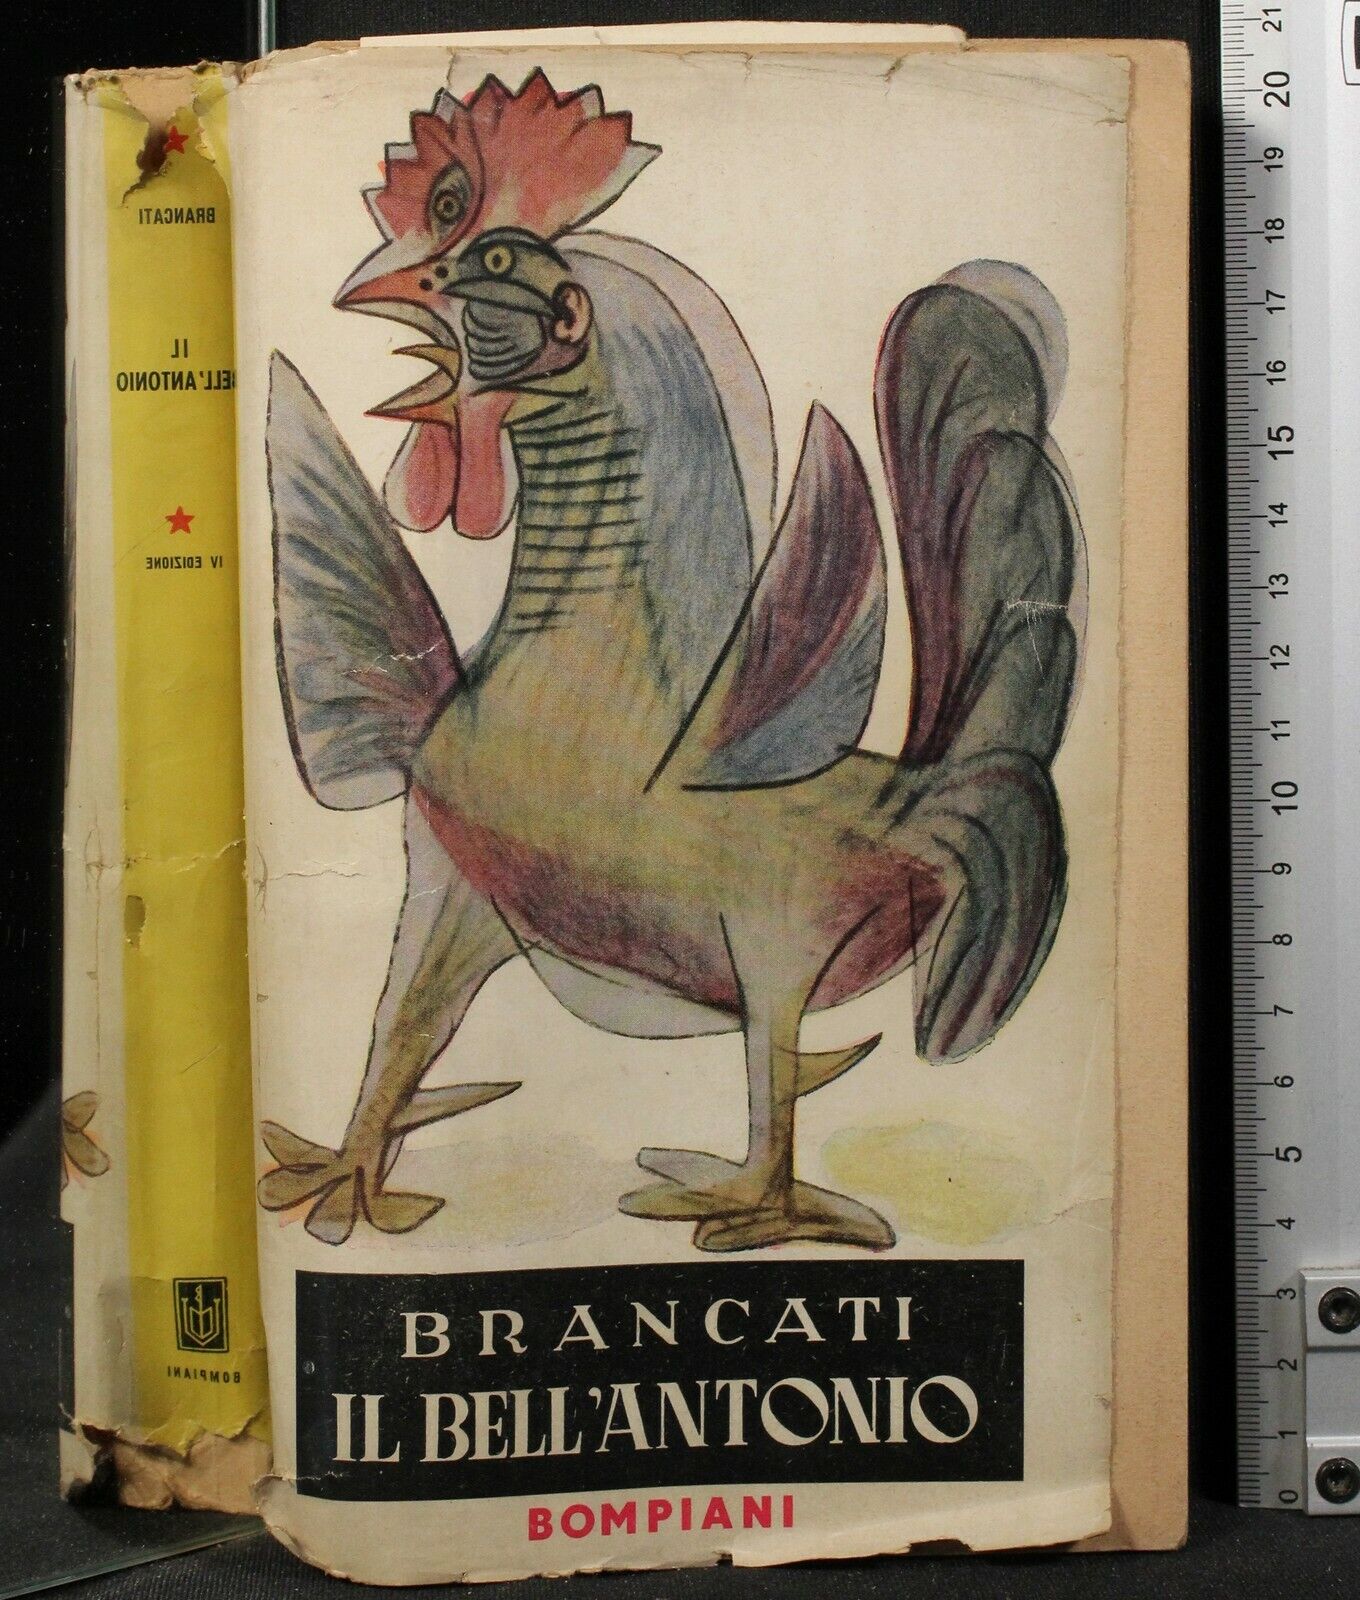 BRANCATI
IL
BELL'ANTONIO
IV EDIZIONE
BOMPIANI
BRANCATI
IL BELL'ANTONIO
BOMPIANI
21
20
19
18
17
16
15
14
13
12
11
10
9
8
7
6
5
4
3
2
1
0